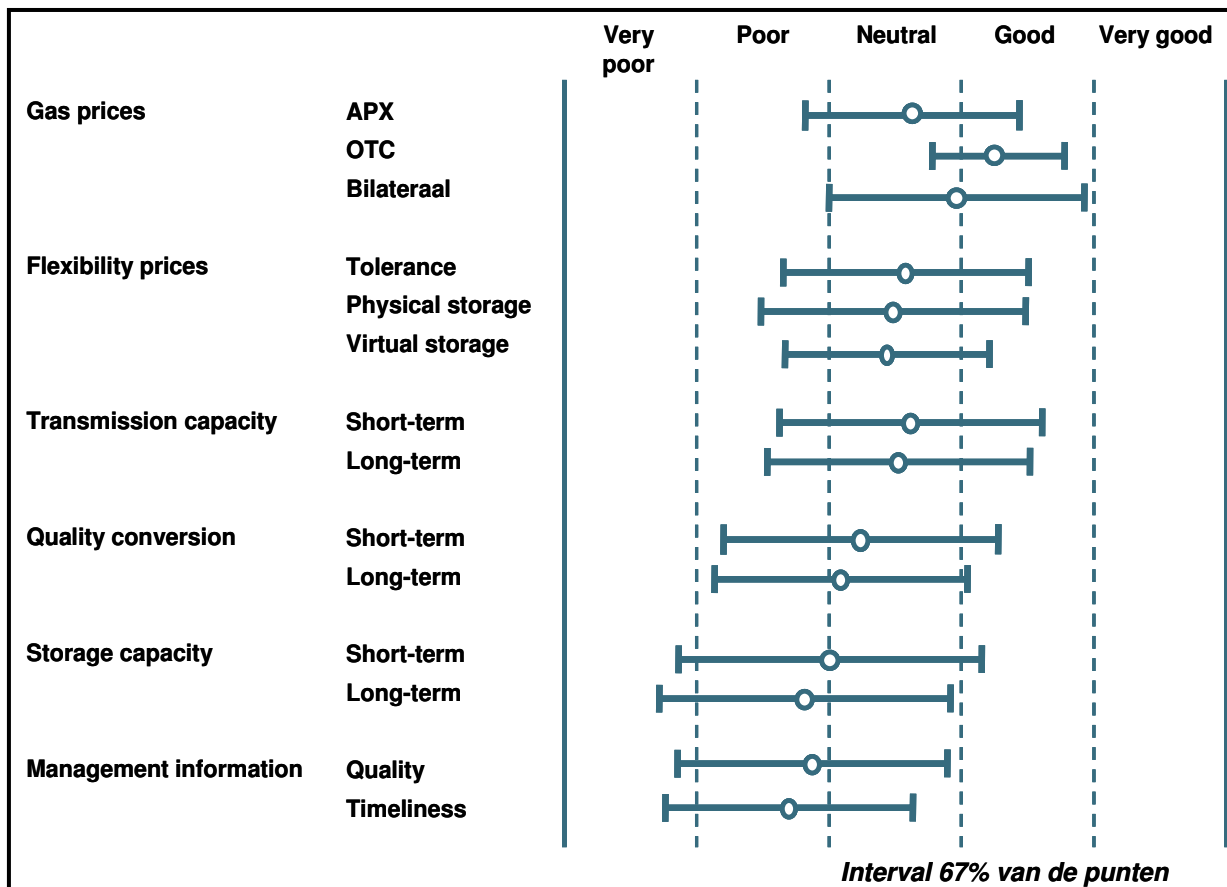 Very poor Poor Neutral Good Very good
Gas prices APX
OTC
Bilateraal
Flexibility prices Tolerance
Physical storage
Virtual storage
Transmission capacity Short-term
Long-term
Quality conversion Short-term
Long-term
Storage capacity Short-term
Long-term
Management information Quality
Timeliness
Interval 67% van de punten